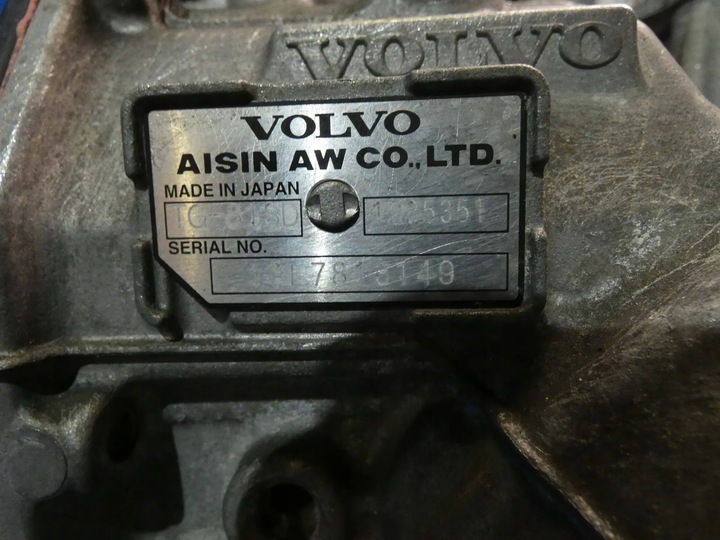 VOLVO
VOLVO
AISIN AW CO.,LTD.
MADE IN JAPAN
SERIAL NO.